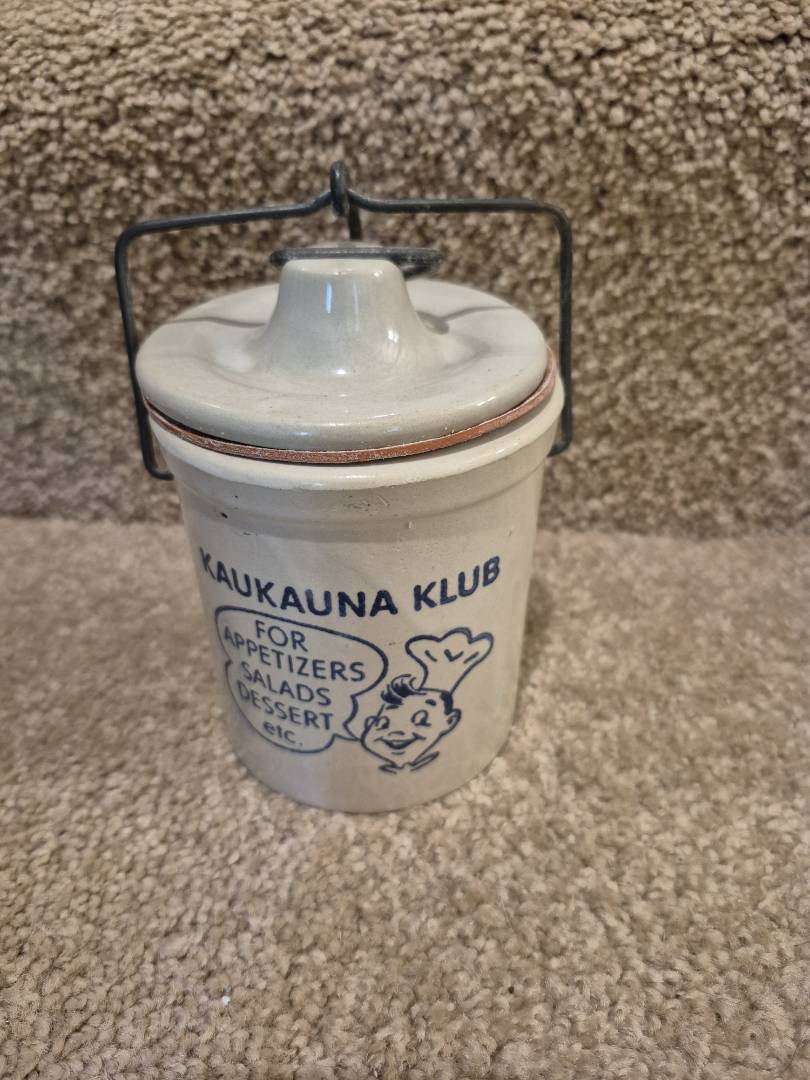 KAUKAUNA KLUB
FOR
APPETIZERS
SALADS
DESSERT
etc.